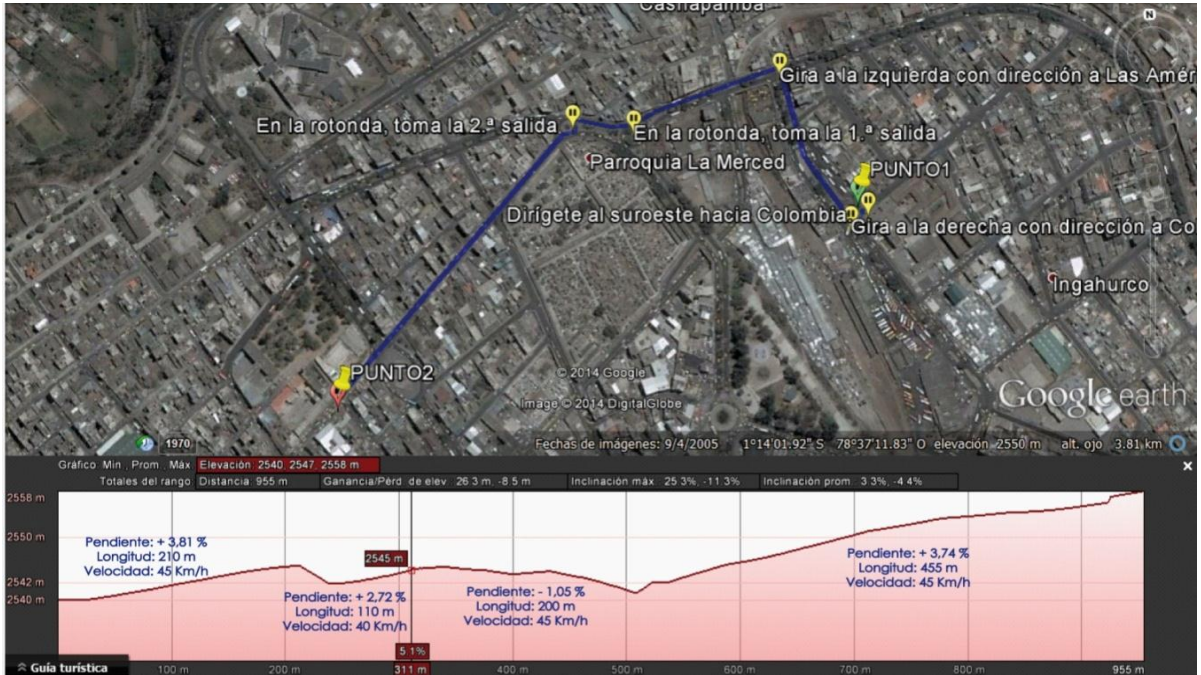 Cashapamba
N
Gira a la izquierda con dirección a Las Amér
En la rotonda, toma la 2.ª salida
En la rotonda, toma la 1.ª salida
Parroquia La Merced
PUNTO1
Dirígete al suroeste hacia Colombia
Gira a la derecha con dirección a Co
Ingahurco
PUNTO2
© 2014 Google
Image © 2014 DigitalGlobe
Google earth
1970
Fechas de imágenes: 9/4/2005 1°14'01.92" S 78°37'11.83" O elevación 2550 m alt. ojo 3.81 km
Gráfico Mín., Prom., Máx. Elevación: 2540, 2547, 2558 m
Totales del rango Distancia: 955 m Ganancia/Pérd. de elev.: 26.3 m, -8.5 m Inclinación máx. 25.3%, -11.3% Inclinación prom. 3.3%, -4.4%
2558 m
2550 m
2542 m
2540 m
Pendiente: + 3,81 %
Longitud: 210 m
Velocidad: 45 Km/h
2545 m
Pendiente: + 2,72 %
Longitud: 110 m
Velocidad: 40 Km/h
Pendiente: - 1,05 %
Longitud: 200 m
Velocidad: 45 Km/h
Pendiente: + 3,74 %
Longitud: 455 m
Velocidad: 45 Km/h
5.1%
Guía turística
100 m 200 m 311 m 400 m 500 m 600 m 700 m 800 m 955 m